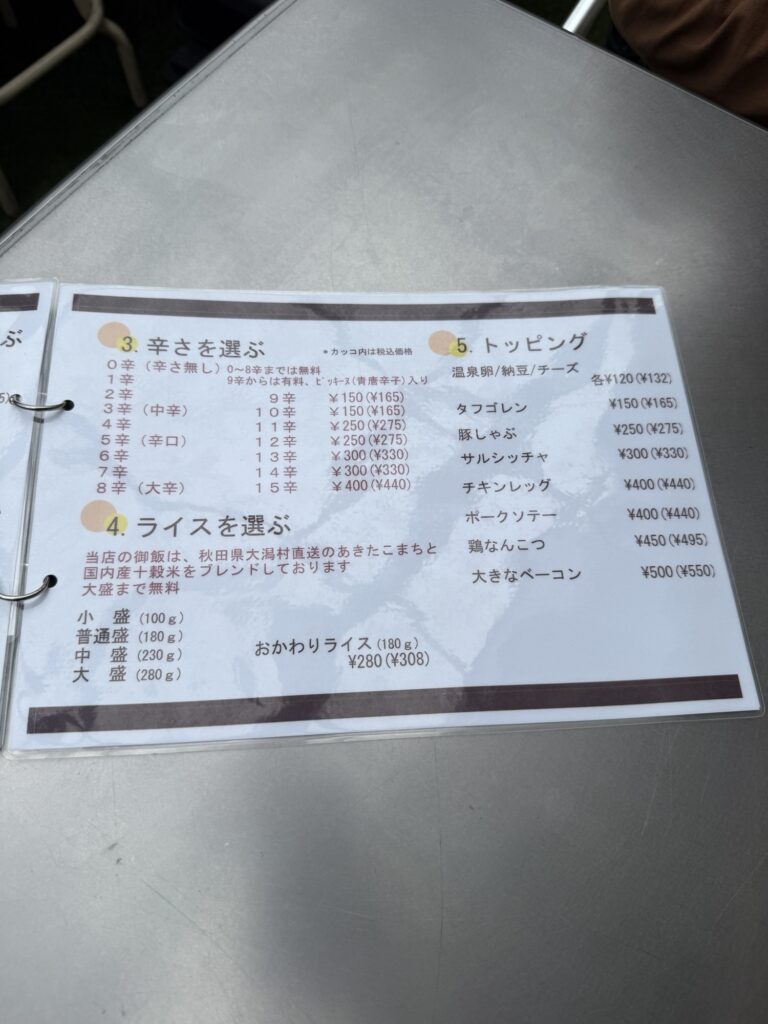 ぶ
3. 辛さを選ぶ
*カッコ内は税込価格
0辛（辛さ無し）0～8辛までは無料
1辛 9辛からは有料、ピッキーヌ(青唐辛子)入り
2辛 9辛 ¥150(¥165)
3辛（中辛） 10辛 ¥150(¥165)
4辛 11辛 ¥250(¥275)
5辛（辛口） 12辛 ¥250(¥275)
6辛 13辛 ¥300(¥330)
7辛 14辛 ¥300(¥330)
8辛（大辛） 15辛 ¥400(¥440)
4. ライスを選ぶ
当店の御飯は、秋田県大潟村直送のあきたこまちと
国内産十穀米をブレンドしております
大盛まで無料
小 盛 (100g)
普通盛 (180g)
中 盛 (230g)
大 盛 (280g)
おかわりライス(180g)
¥280(¥308)
5. トッピング
温泉卵/納豆/チーズ
各¥120(¥132)
タフゴレン ¥150(¥165)
豚しゃぶ ¥250(¥275)
サルシッチャ ¥300(¥330)
チキンレッグ ¥400(¥440)
ポークソテー ¥400(¥440)
鶏なんこつ ¥450(¥495)
大きなベーコン ¥500(¥550)